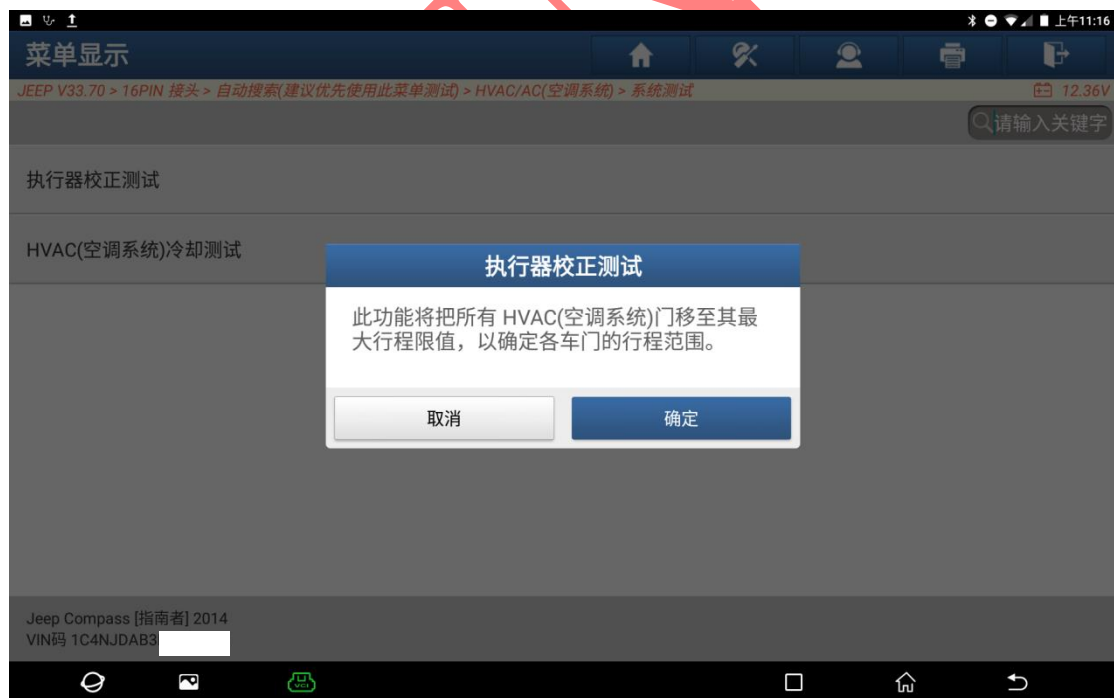 上午11:16
菜单显示
JEEP V33.70 > 16PIN 接头 > 自动搜索(建议优先使用此菜单测试) > HVAC/AC(空调系统) > 系统测试
12.36V
请输入关键字
执行器校正测试
HVAC(空调系统)冷却测试
执行器校正测试
此功能将把所有 HVAC(空调系统)门移至其最
大行程限值，以确定各车门的行程范围。
取消
确定
Jeep Compass [指南者] 2014
VIN码 1C4NJDAB3
VCI